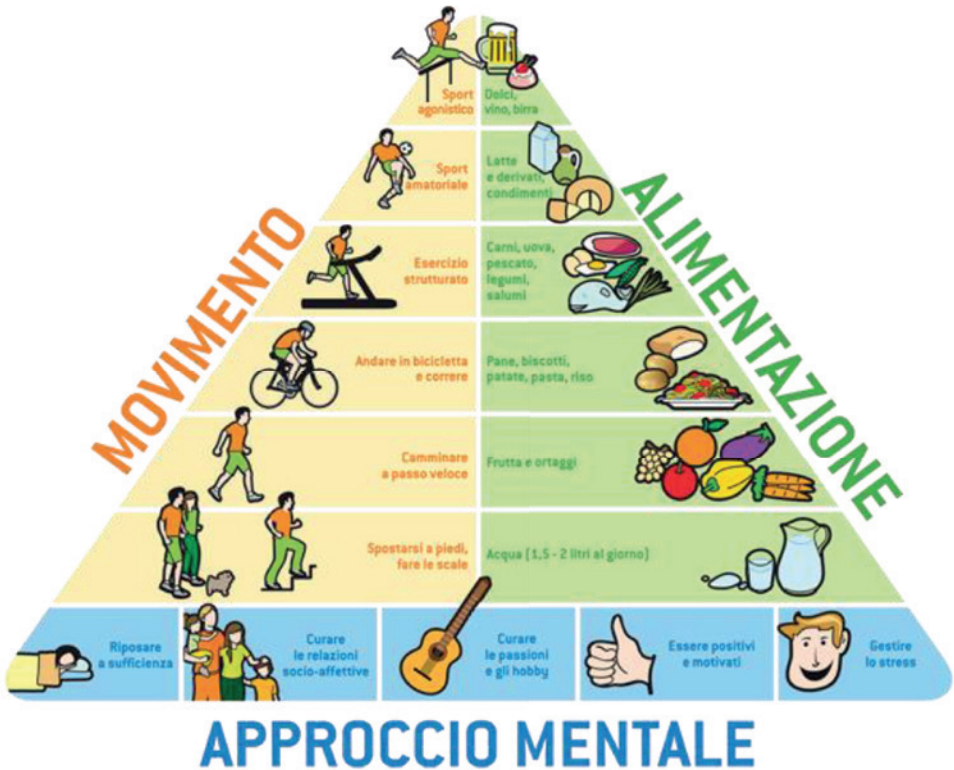 Sport
agonistico
Dolci,
vino, birra
Sport
amatoriale
Latte
e derivati,
condimenti
Esercizio
strutturato
Carni, uova,
pescato,
legumi,
salumi
Andare in bicicletta
e correre
Pane, biscotti,
patate, pasta, riso
Camminare
a passo veloce
Frutta e ortaggi
Spostarsi a piedi,
fare le scale
Acqua (1,5 - 2 litri al giorno)
MOVIMENTO
ALIMENTAZIONE
Riposare
a sufficienza
Curare
le relazioni
socio-affettive
Curare
le passioni
e gli hobby
Essere positivi
e motivati
Gestire
lo stress
APPROCCIO MENTALE